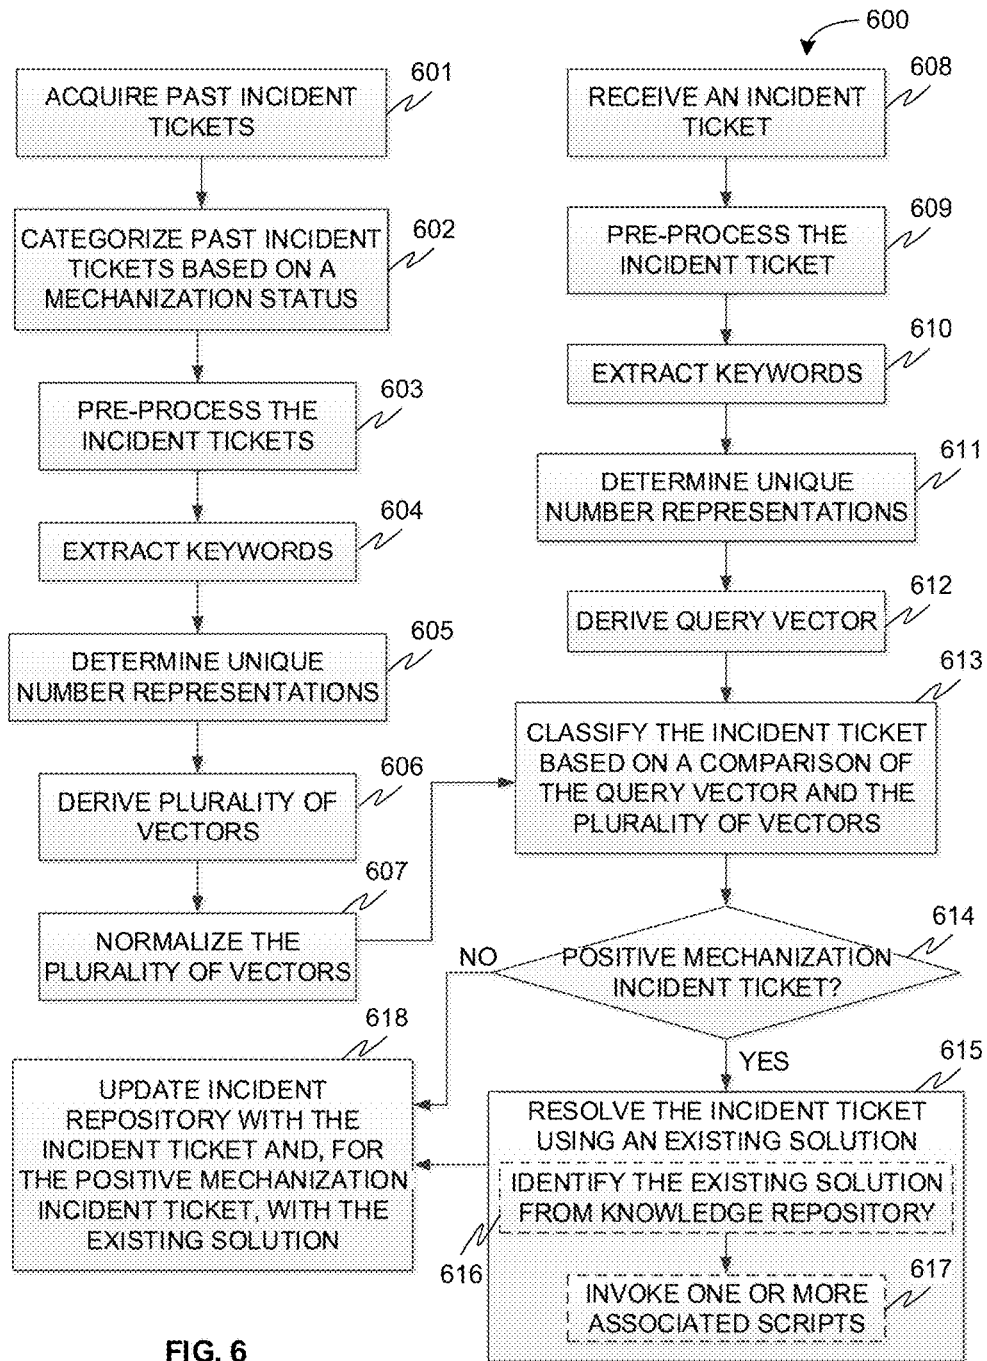 600
601
ACQUIRE PAST INCIDENT
TICKETS
602
CATEGORIZE PAST INCIDENT
TICKETS BASED ON A
MECHANIZATION STATUS
603
PRE-PROCESS THE
INCIDENT TICKETS
604
EXTRACT KEYWORDS
605
DETERMINE UNIQUE
NUMBER REPRESENTATIONS
606
DERIVE PLURALITY OF
VECTORS
607
NORMALIZE THE
PLURALITY OF VECTORS
608
RECEIVE AN INCIDENT
TICKET
609
PRE-PROCESS THE
INCIDENT TICKET
610
EXTRACT KEYWORDS
611
DETERMINE UNIQUE
NUMBER REPRESENTATIONS
612
DERIVE QUERY VECTOR
613
CLASSIFY THE INCIDENT TICKET
BASED ON A COMPARISON OF
THE QUERY VECTOR AND THE
PLURALITY OF VECTORS
614
POSITIVE MECHANIZATION
INCIDENT TICKET?
NO
YES
615
RESOLVE THE INCIDENT TICKET
USING AN EXISTING SOLUTION
IDENTIFY THE EXISTING SOLUTION
FROM KNOWLEDGE REPOSITORY
616
617
INVOKE ONE OR MORE
ASSOCIATED SCRIPTS
618
UPDATE INCIDENT
REPOSITORY WITH THE
INCIDENT TICKET AND, FOR
THE POSITIVE MECHANIZATION
INCIDENT TICKET, WITH THE
EXISTING SOLUTION
FIG. 6